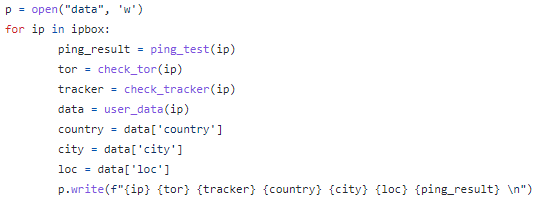 p = open("data", 'w')
for ip in ipbox:
        ping_result = ping_test(ip)
        tor = check_tor(ip)
        tracker = check_tracker(ip)
        data = user_data(ip)
        country = data['country']
        city = data['city']
        loc = data['loc']
        p.write(f"{ip} {tor} {tracker} {country} {city} {loc} {ping_result} \n")